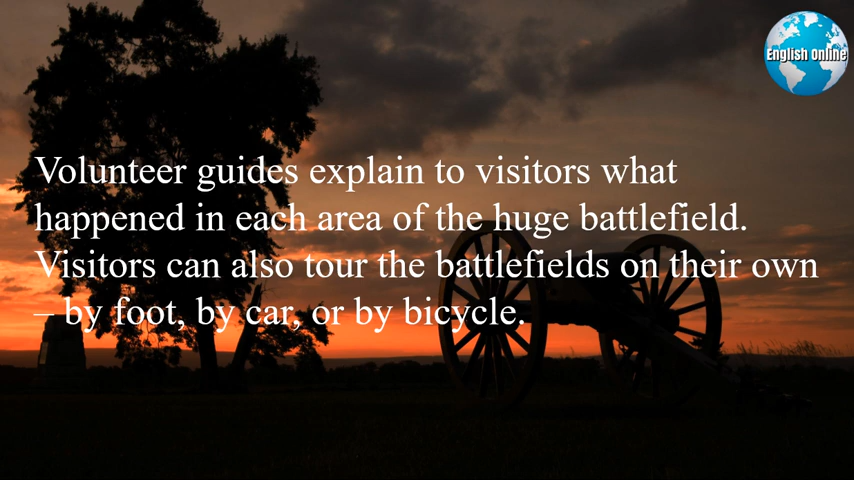 English Online
Volunteer guides explain to visitors what
happened in each area of the huge battlefield.
Visitors can also tour the battlefields on their own
– by foot, by car, or by bicycle.